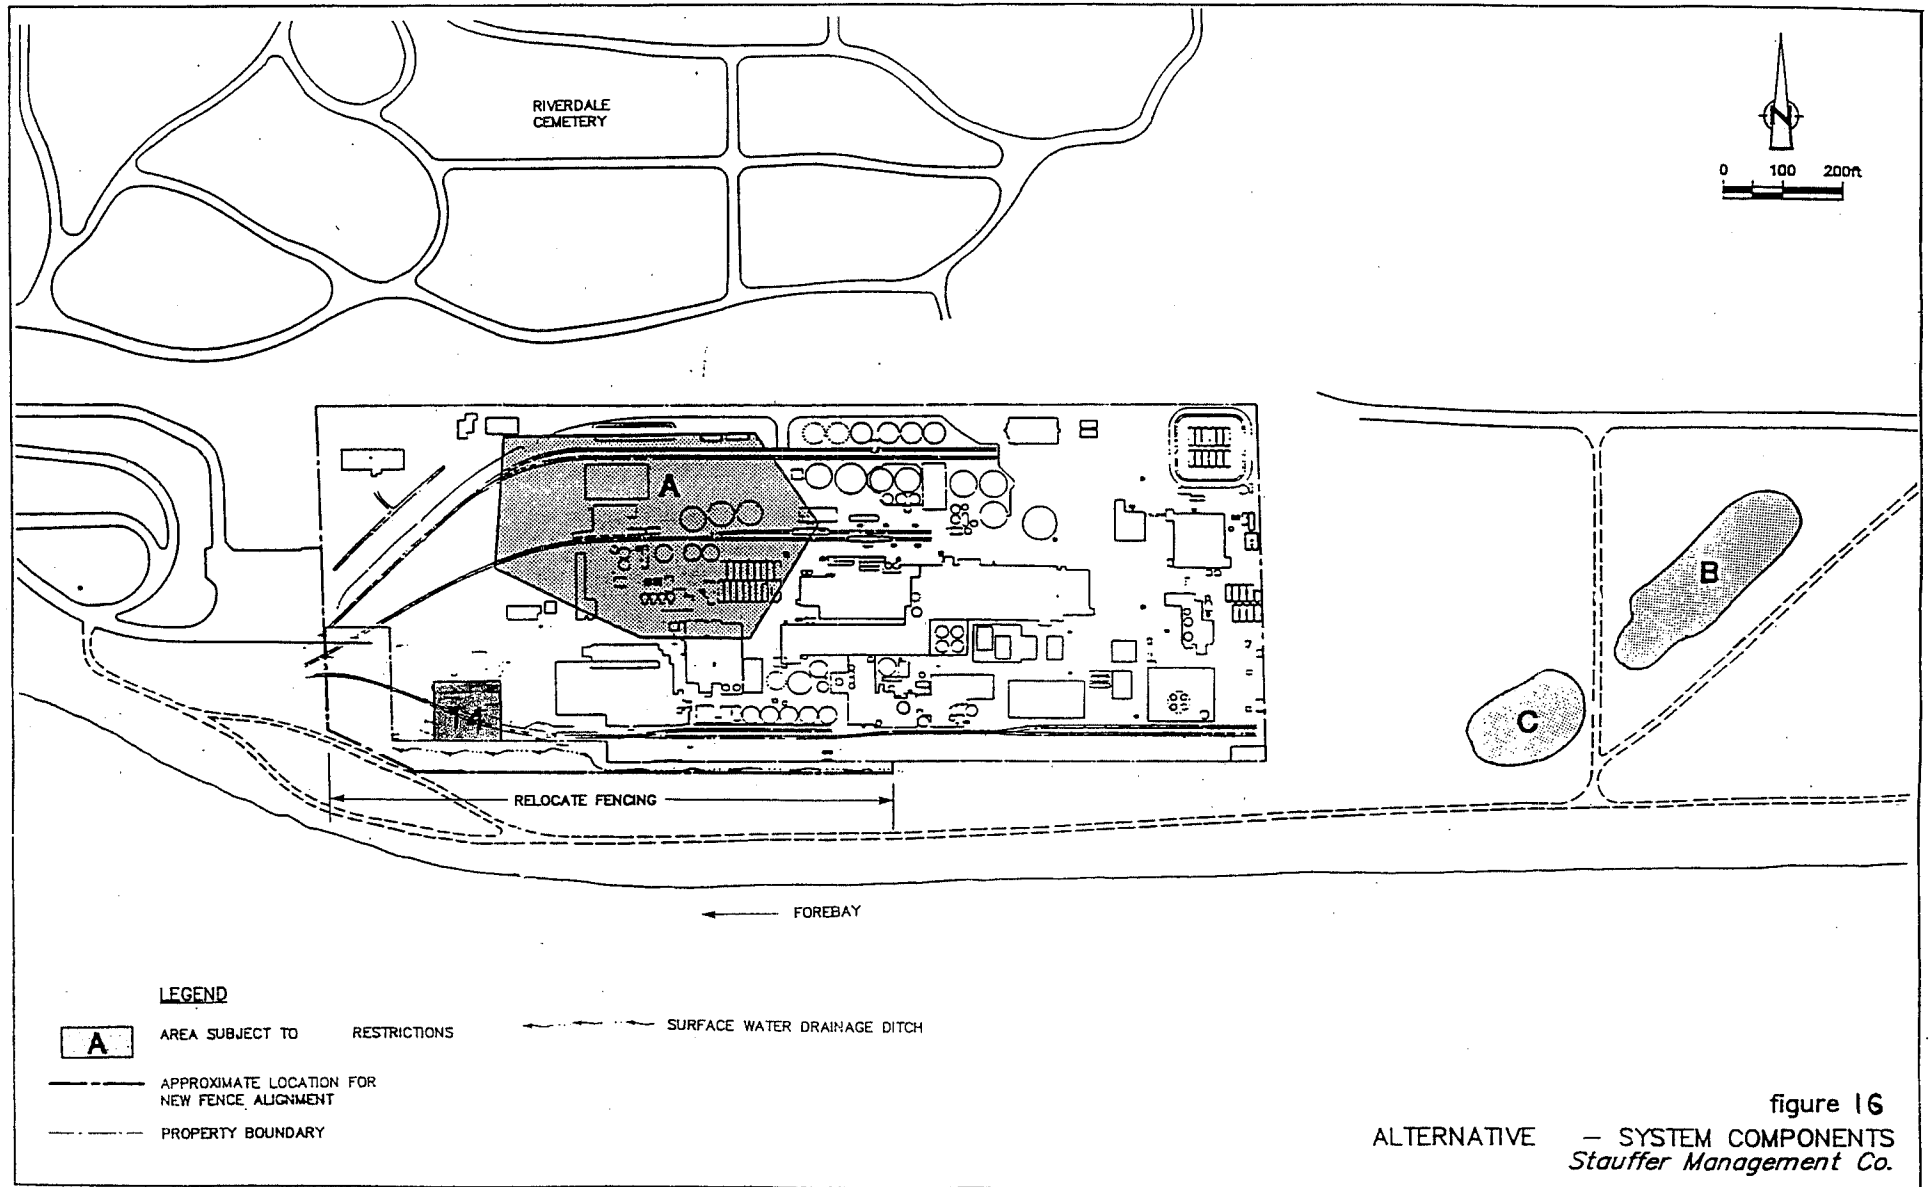 RIVERDALE
CEMETERY
N
0 100 200ft
A
B
C
T4
RELOCATE FENCING
FOREBAY
LEGEND
A AREA SUBJECT TO RESTRICTIONS
SURFACE WATER DRAINAGE DITCH
APPROXIMATE LOCATION FOR
NEW FENCE ALIGNMENT
PROPERTY BOUNDARY
figure 16
ALTERNATIVE – SYSTEM COMPONENTS
Stauffer Management Co.